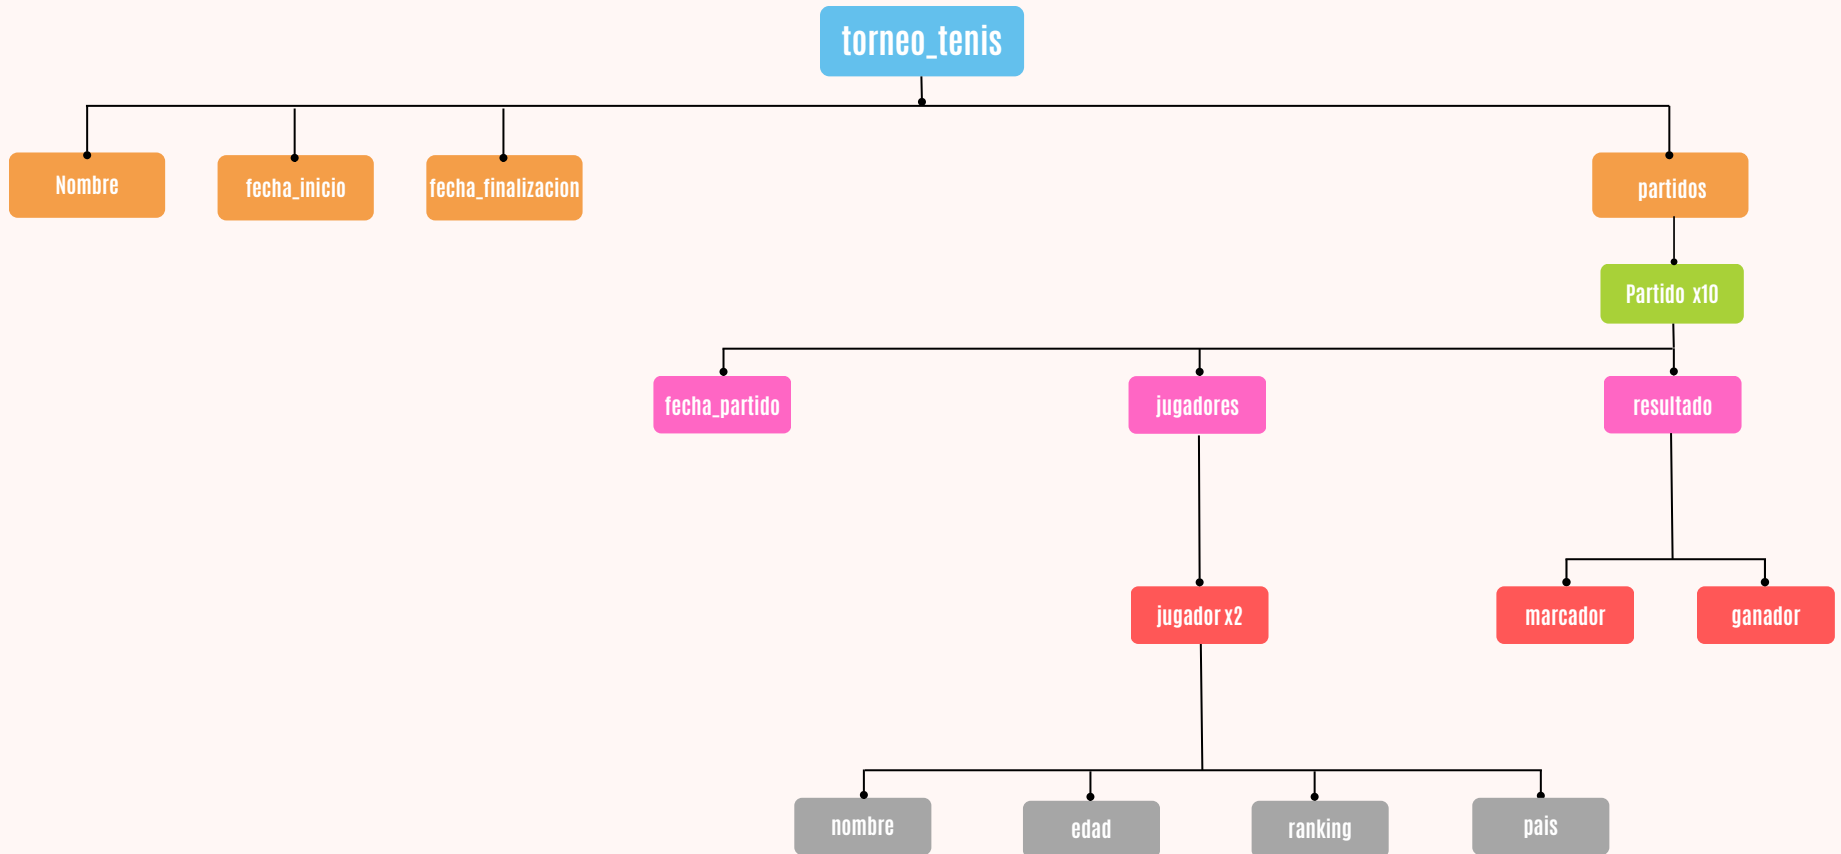 torneo_tenis
Nombre
fecha_inicio
fecha_finalizacion
partidos
Partido x10
fecha_partido
jugadores
resultado
jugador x2
marcador
ganador
nombre
edad
ranking
pais